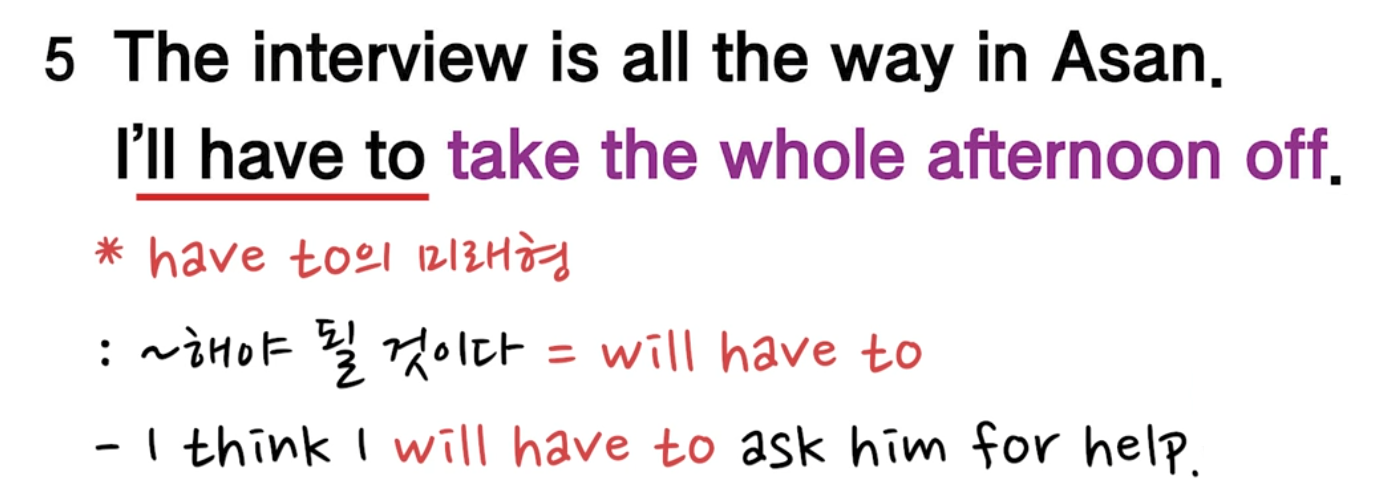 5 The interview is all the way in Asan.
I'll have to take the whole afternoon off.
* have to의 미래형
: ~해야 될 것이다 = will have to
- I think I will have to ask him for help.